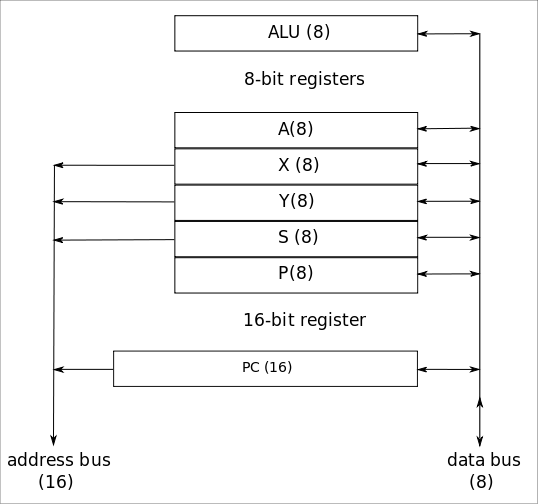 ALU (8)
8-bit registers
A(8)
X (8)
Y(8)
S (8)
P(8)
16-bit register
PC (16)
address bus
(16)
data bus
(8)